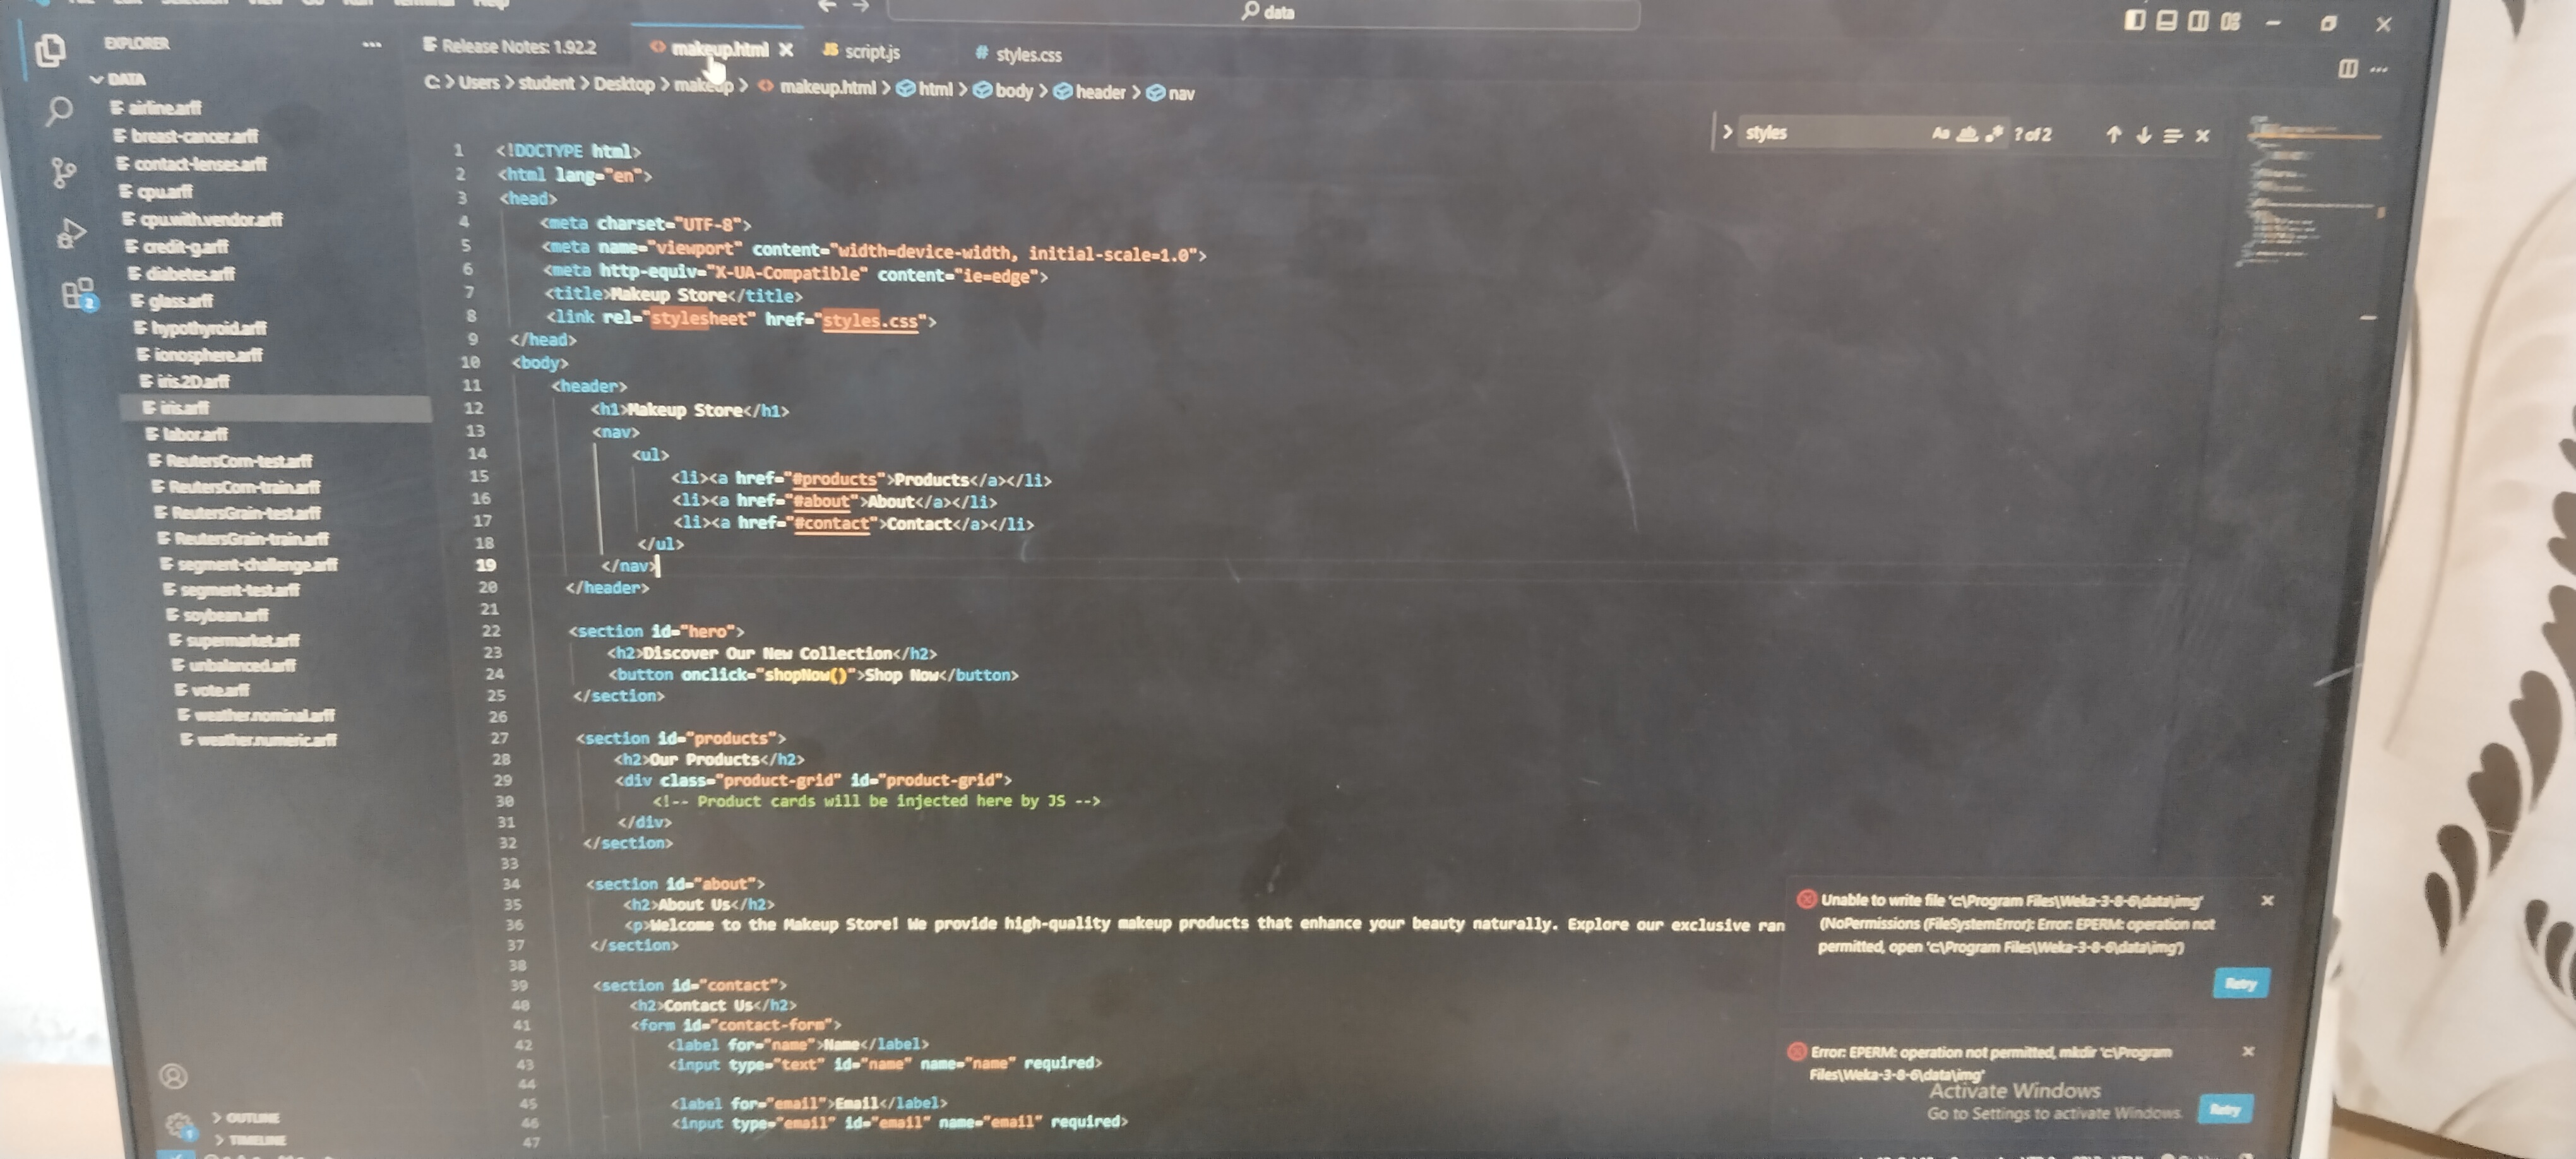 data
EXPLORER
Release Notes: 1.92.2
makeup.html
JS script.js
# styles.css
DATA
C: > Users > student > Desktop > makeup > makeup.html > html > body > header > nav
airline.arff
breast-cancer.arff
contact-lenses.arff
cpu.arff
cpu.with.vendor.arff
credit-g.arff
diabetes.arff
glass.arff
hypothyroid.arff
ionosphere.arff
iris.2D.arff
iris.arff
labor.arff
ReutersCorn-test.arff
ReutersCorn-train.arff
ReutersGrain-test.arff
ReutersGrain-train.arff
segment-challenge.arff
segment-test.arff
soybean.arff
supermarket.arff
unbalanced.arff
vote.arff
weather.nominal.arff
weather.numeric.arff
OUTLINE
TIMELINE
2
1
styles
Aa ab .* ? of 2
1 <!DOCTYPE html>
2 <html lang="en">
3 <head>
4 <meta charset="UTF-8">
5 <meta name="viewport" content="width=device-width, initial-scale=1.0">
6 <meta http-equiv="X-UA-Compatible" content="ie=edge">
7 <title>Makeup Store</title>
8 <link rel="stylesheet" href="styles.css">
9 </head>
10 <body>
11 <header>
12 <h1>Makeup Store</h1>
13 <nav>
14 <ul>
15 <li><a href="#products">Products</a></li>
16 <li><a href="#about">About</a></li>
17 <li><a href="#contact">Contact</a></li>
18 </ul>
19 </nav>
20 </header>
21
22 <section id="hero">
23 <h2>Discover Our New Collection</h2>
24 <button onclick="shopNow()">Shop Now</button>
25 </section>
26
27 <section id="products">
28 <h2>Our Products</h2>
29 <div class="product-grid" id="product-grid">
30 <!-- Product cards will be injected here by JS -->
31 </div>
32 </section>
33
34 <section id="about">
35 <h2>About Us</h2>
36 <p>Welcome to the Makeup Store! We provide high-quality makeup products that enhance your beauty naturally. Explore our exclusive ran
37 </section>
38
39 <section id="contact">
40 <h2>Contact Us</h2>
41 <form id="contact-form">
42 <label for="name">Name</label>
43 <input type="text" id="name" name="name" required>
44
45 <label for="email">Email</label>
46 <input type="email" id="email" name="email" required>
47
Unable to write file 'c:\Program Files\Weka-3-8-6\data\img'
(NoPermissions (FileSystemError): Error: EPERM: operation not
permitted, open 'c:\Program Files\Weka-3-8-6\data\img')
Retry
Error: EPERM: operation not permitted, mkdir 'c:\Program
Files\Weka-3-8-6\data\img'
Activate Windows
Go to Settings to activate Windows.
Retry